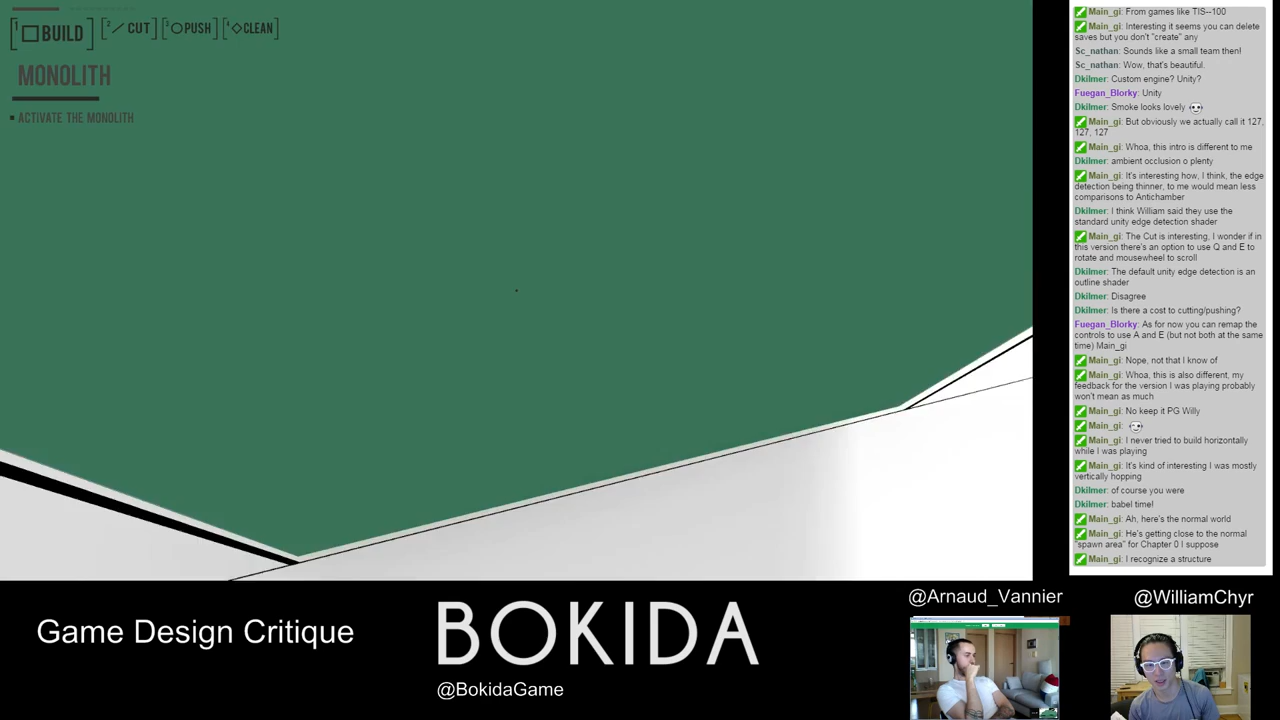 [1 BUILD] [2 CUT] [3 PUSH] [4 CLEAN]
MONOLITH
ACTIVATE THE MONOLITH
Main_gi: From games like TIS--100
Main_gi: Interesting it seems you can delete
saves but you don't "create" any
Sc_nathan: Sounds like a small team then!
Sc_nathan: Wow, that's beautiful.
Dkilmer: Custom engine? Unity?
Fuegan_Blorky: Unity
Dkilmer: Smoke looks lovely
Main_gi: But obviously we actually call it 127,
127, 127
Main_gi: Whoa, this intro is different to me
Dkilmer: ambient occlusion o plenty
Main_gi: It's interesting how, I think, the edge
detection being thinner, to me would mean less
comparisons to Antichamber
Dkilmer: I think William said they use the
standard unity edge detection shader
Main_gi: The Cut is interesting, I wonder if in
this version there's an option to use Q and E to
rotate and mousewheel to scroll
Dkilmer: The default unity edge detection is an
outline shader
Dkilmer: Disagree
Dkilmer: Is there a cost to cutting/pushing?
Fuegan_Blorky: As for now you can remap the
controls to use A and E (but not both at the same
time) Main_gi
Main_gi: Nope, not that I know of
Main_gi: Whoa, this is also different, my
feedback for the version I was playing probably
won't mean as much
Main_gi: No keep it PG Willy
Main_gi:
Main_gi: I never tried to build horizontally
while I was playing
Main_gi: It's kind of interesting I was mostly
vertically hopping
Dkilmer: of course you were
Dkilmer: babel time!
Main_gi: Ah, here's the normal world
Main_gi: He's getting close to the normal
"spawn area" for Chapter 0 I suppose
Main_gi: I recognize a structure
Game Design Critique
BOKIDA
@BokidaGame
@Arnaud_Vannier
@WilliamChyr